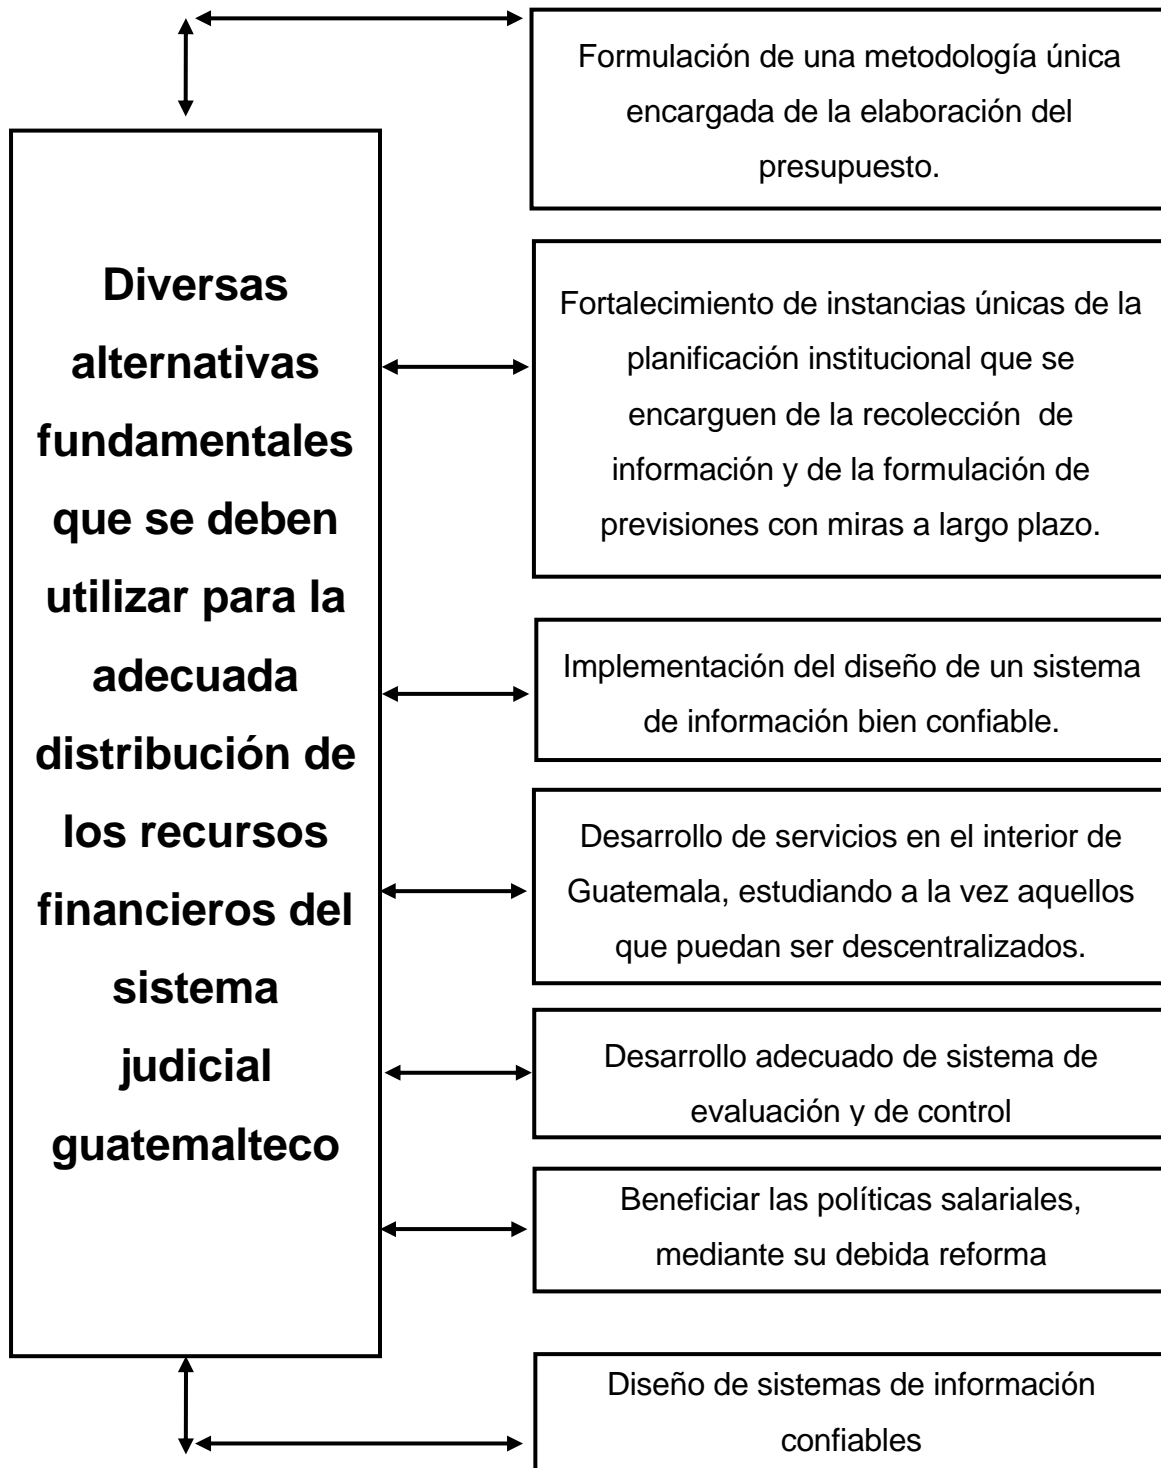 Diversas
alternativas
fundamentales
que se deben
utilizar para la
adecuada
distribución de
los recursos
financieros del
sistema
judicial
guatemalteco
Formulación de una metodología única
encargada de la elaboración del
presupuesto.
Fortalecimiento de instancias únicas de la
planificación institucional que se
encarguen de la recolección de
información y de la formulación de
previsiones con miras a largo plazo.
Implementación del diseño de un sistema
de información bien confiable.
Desarrollo de servicios en el interior de
Guatemala, estudiando a la vez aquellos
que puedan ser descentralizados.
Desarrollo adecuado de sistema de
evaluación y de control
Beneficiar las políticas salariales,
mediante su debida reforma
Diseño de sistemas de información
confiables